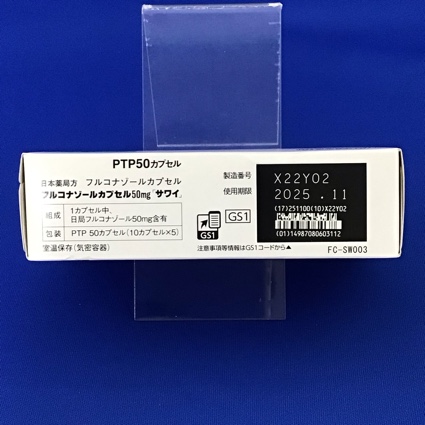 PTP50カプセル
日本薬局方 フルコナゾールカプセル
フルコナゾールカプセル50mg「サワイ」
組成 1カプセル中、
日局フルコナゾール50mg含有
包装 PTP 50カプセル(10カプセル×5)
室温保存(気密容器)
製造番号 X22Y02
使用期限 2025.11
(17)251100(10)X22Y02
(01)14987080603112
GS1
GS1
注意事項等情報はGS1コードから▲
FC-SW003